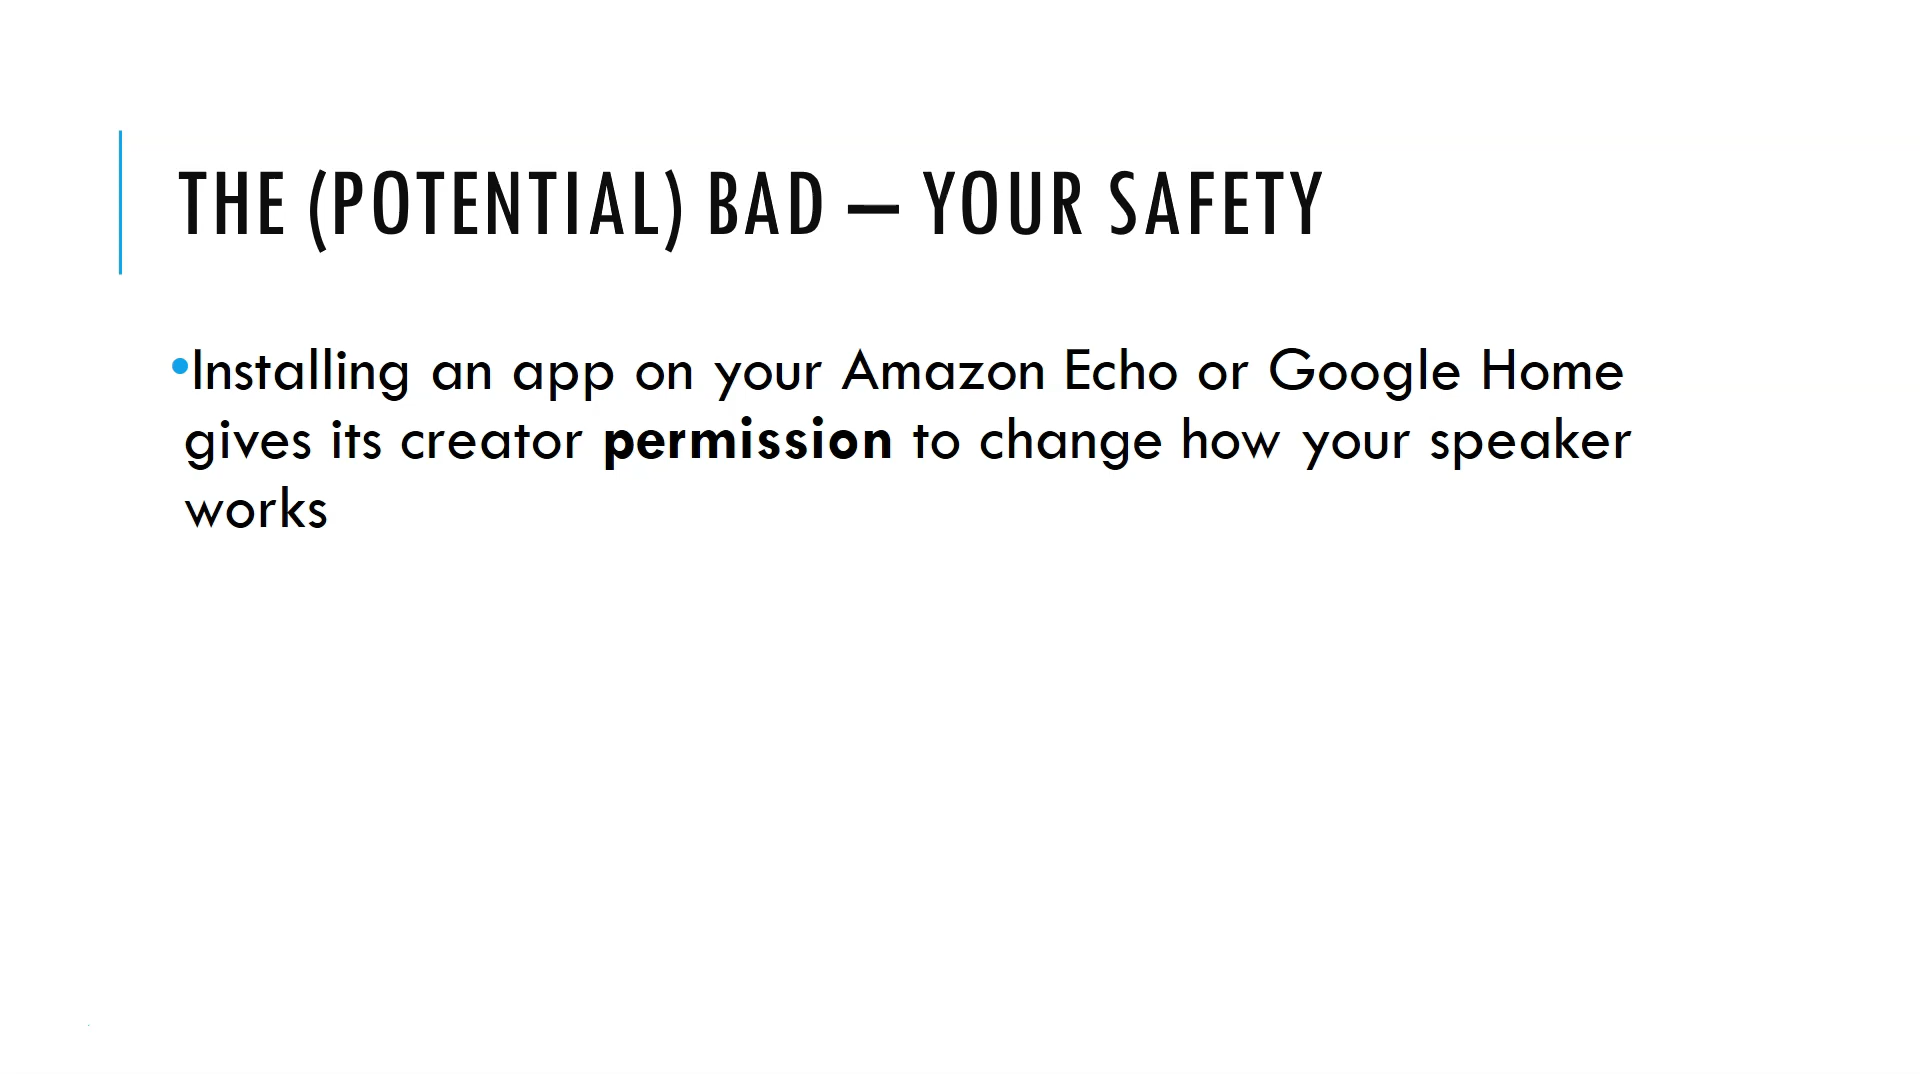 THE (POTENTIAL) BAD — YOUR SAFETY
•Installing an app on your Amazon Echo or Google Home
gives its creator permission to change how your speaker
works